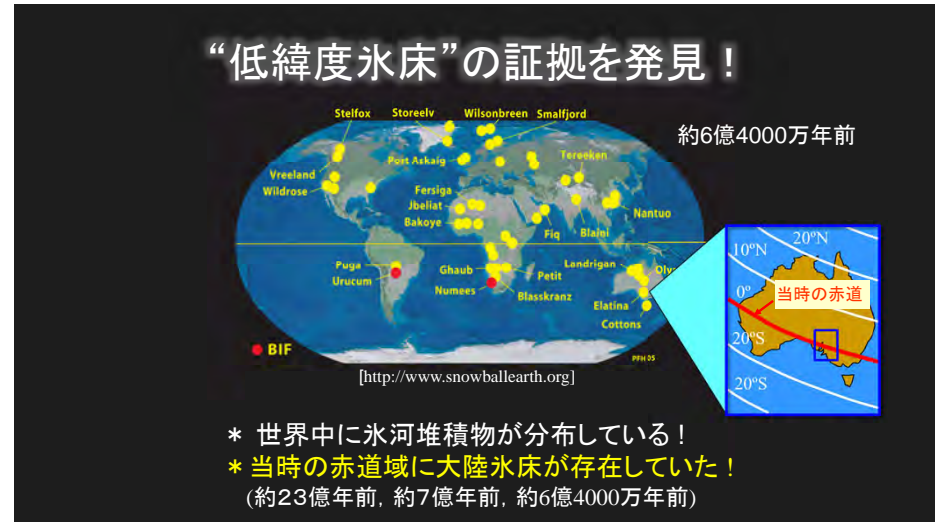 “低緯度氷床”の証拠を発見！
約6億4000万年前
Stelfox
Storeelv
Wilsonbreen
Smalfjord
Port Askaig
Tereeken
Vreeland
Wildrose
Fersiga
Jbeliat
Bakoye
Nantuo
Fiq
Blaini
Puga
Urucum
Ghaub
Petit
Numees
Blasskranz
Landrigan
Oly
Elatina
Cottons
BIF
PPH 05
[http://www.snowballearth.org]
20ºN
10ºN
0º
当時の赤道
20ºS
20ºS
＊ 世界中に氷河堆積物が分布している！
＊当時の赤道域に大陸氷床が存在していた！
(約２３億年前，約７億年前，約6億4000万年前)